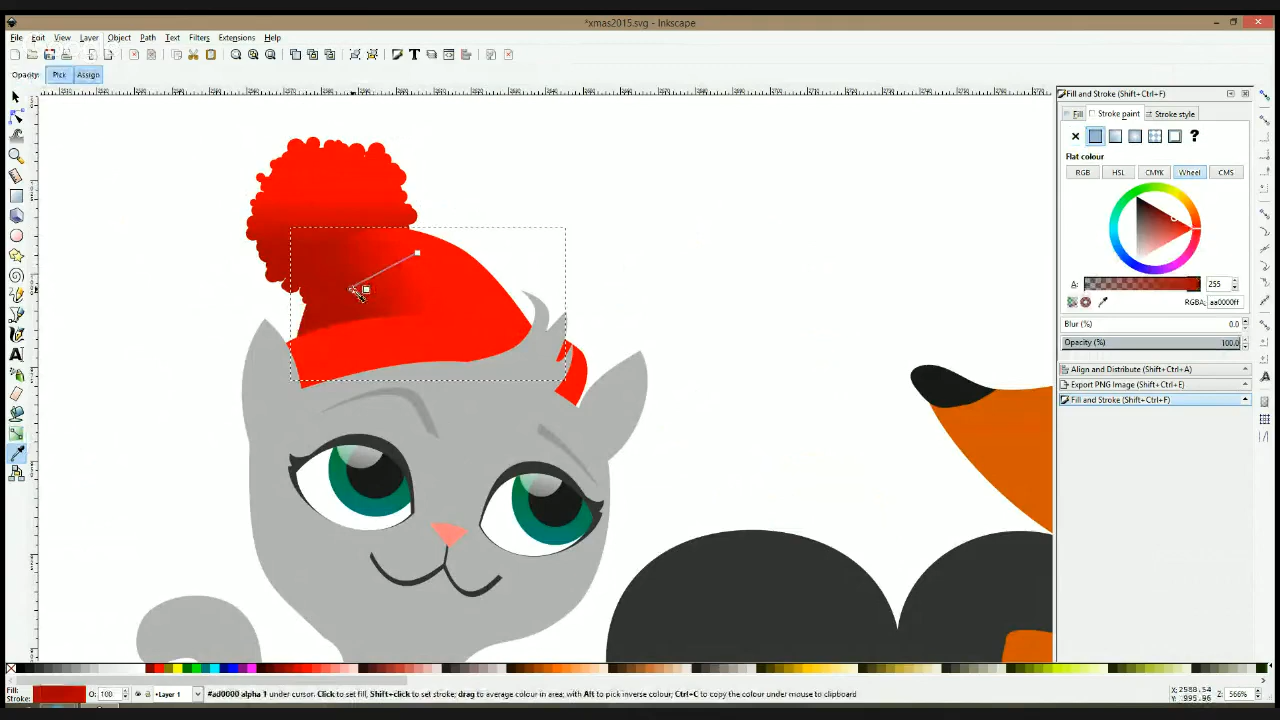 *xmas2015.svg - Inkscape
File Edit View Layer Object Path Text Filters Extensions Help
Opacity: Pick Assign
Fill and Stroke (Shift+Ctrl+F)
Fill Stroke paint Stroke style
?
Flat colour
RGB HSL CMYK Wheel CMS
A: 255
RGBA: aa0000ff
Blur (%) 0.0
Opacity (%) 100.0
Align and Distribute (Shift+Ctrl+A)
Export PNG Image (Shift+Ctrl+E)
Fill and Stroke (Shift+Ctrl+F)
Fill:
Stroke:
O: 100
Layer 1
#ad0000 alpha 1 under cursor. Click to set fill, Shift+click to set stroke; drag to average colour in area; with Alt to pick inverse colour; Ctrl+C to copy the colour under mouse to clipboard
X: 2588.54
Y: 995.96
Z: 566%